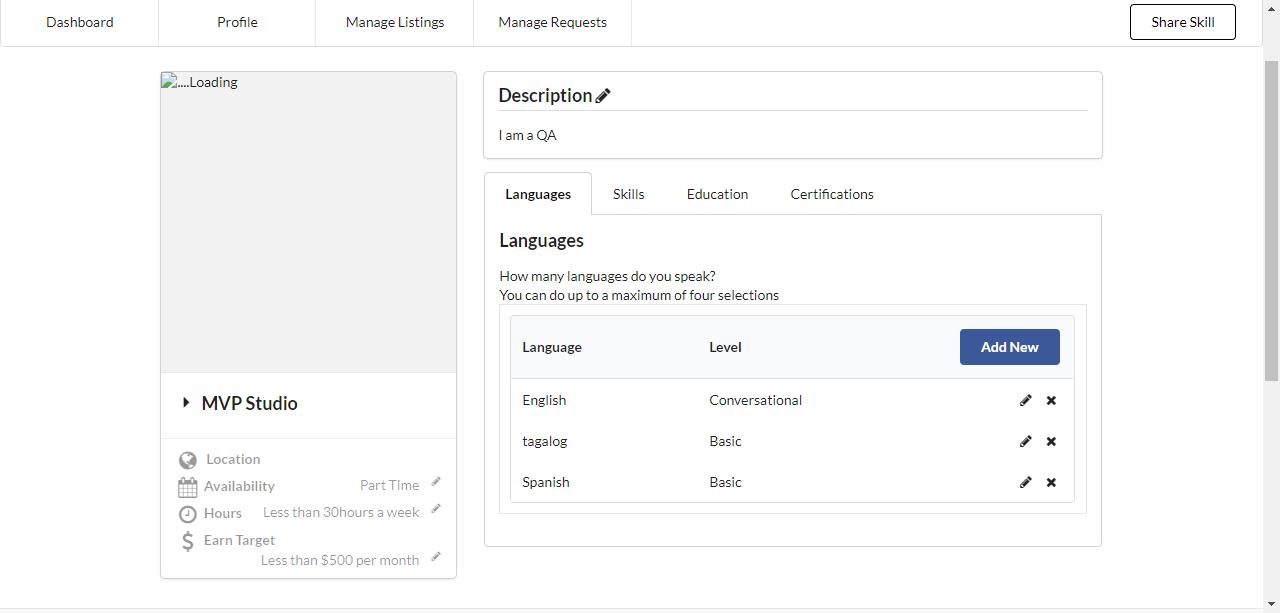 Dashboard Profile Manage Listings Manage Requests Share Skill
....Loading
MVP Studio
Location
Availability Part TIme
Hours Less than 30hours a week
Earn Target
Less than $500 per month
Description
I am a QA
Languages Skills Education Certifications
Languages
How many languages do you speak?
You can do up to a maximum of four selections
Language Level Add New
English Conversational
tagalog Basic
Spanish Basic